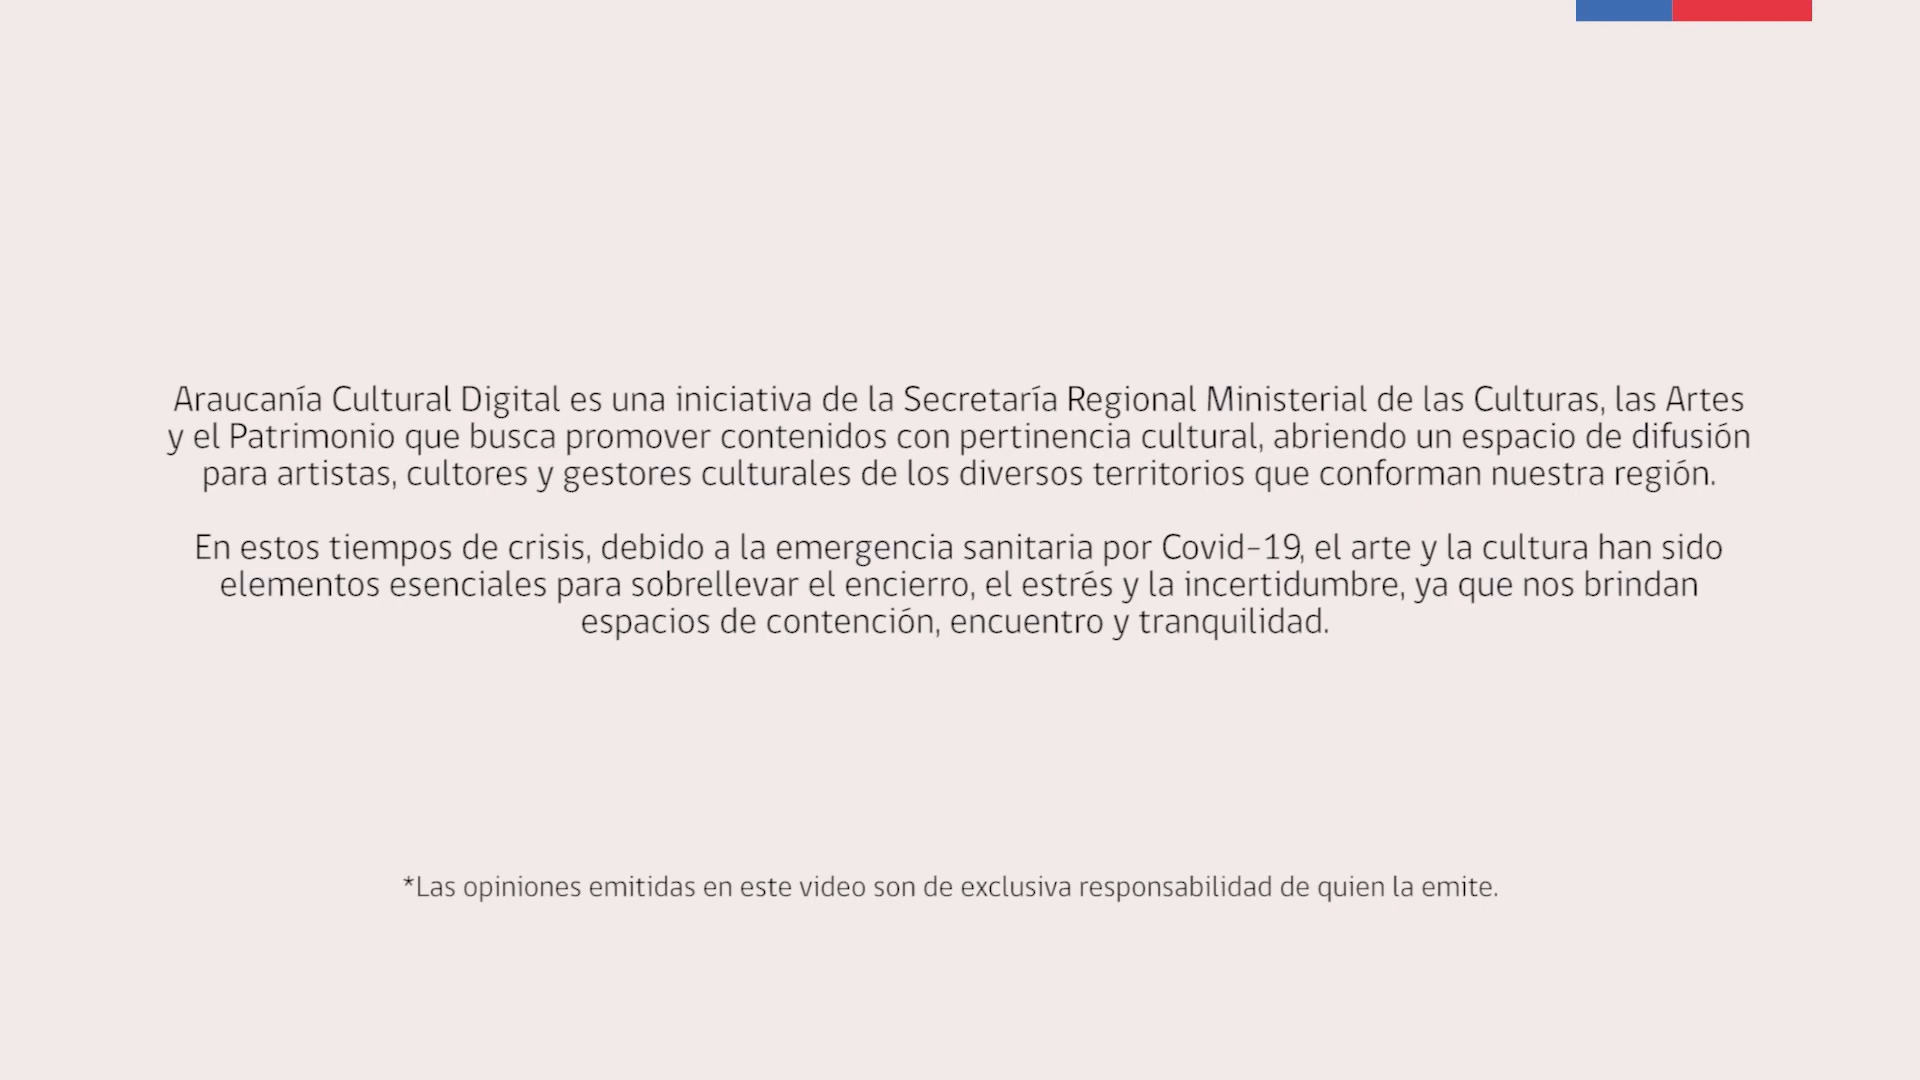 Araucanía Cultural Digital es una iniciativa de la Secretaría Regional Ministerial de las Culturas, las Artes
y el Patrimonio que busca promover contenidos con pertinencia cultural, abriendo un espacio de difusión
para artistas, cultores y gestores culturales de los diversos territorios que conforman nuestra región.
En estos tiempos de crisis, debido a la emergencia sanitaria por Covid-19, el arte y la cultura han sido
elementos esenciales para sobrellevar el encierro, el estrés y la incertidumbre, ya que nos brindan
espacios de contención, encuentro y tranquilidad.
*Las opiniones emitidas en este video son de exclusiva responsabilidad de quien la emite.